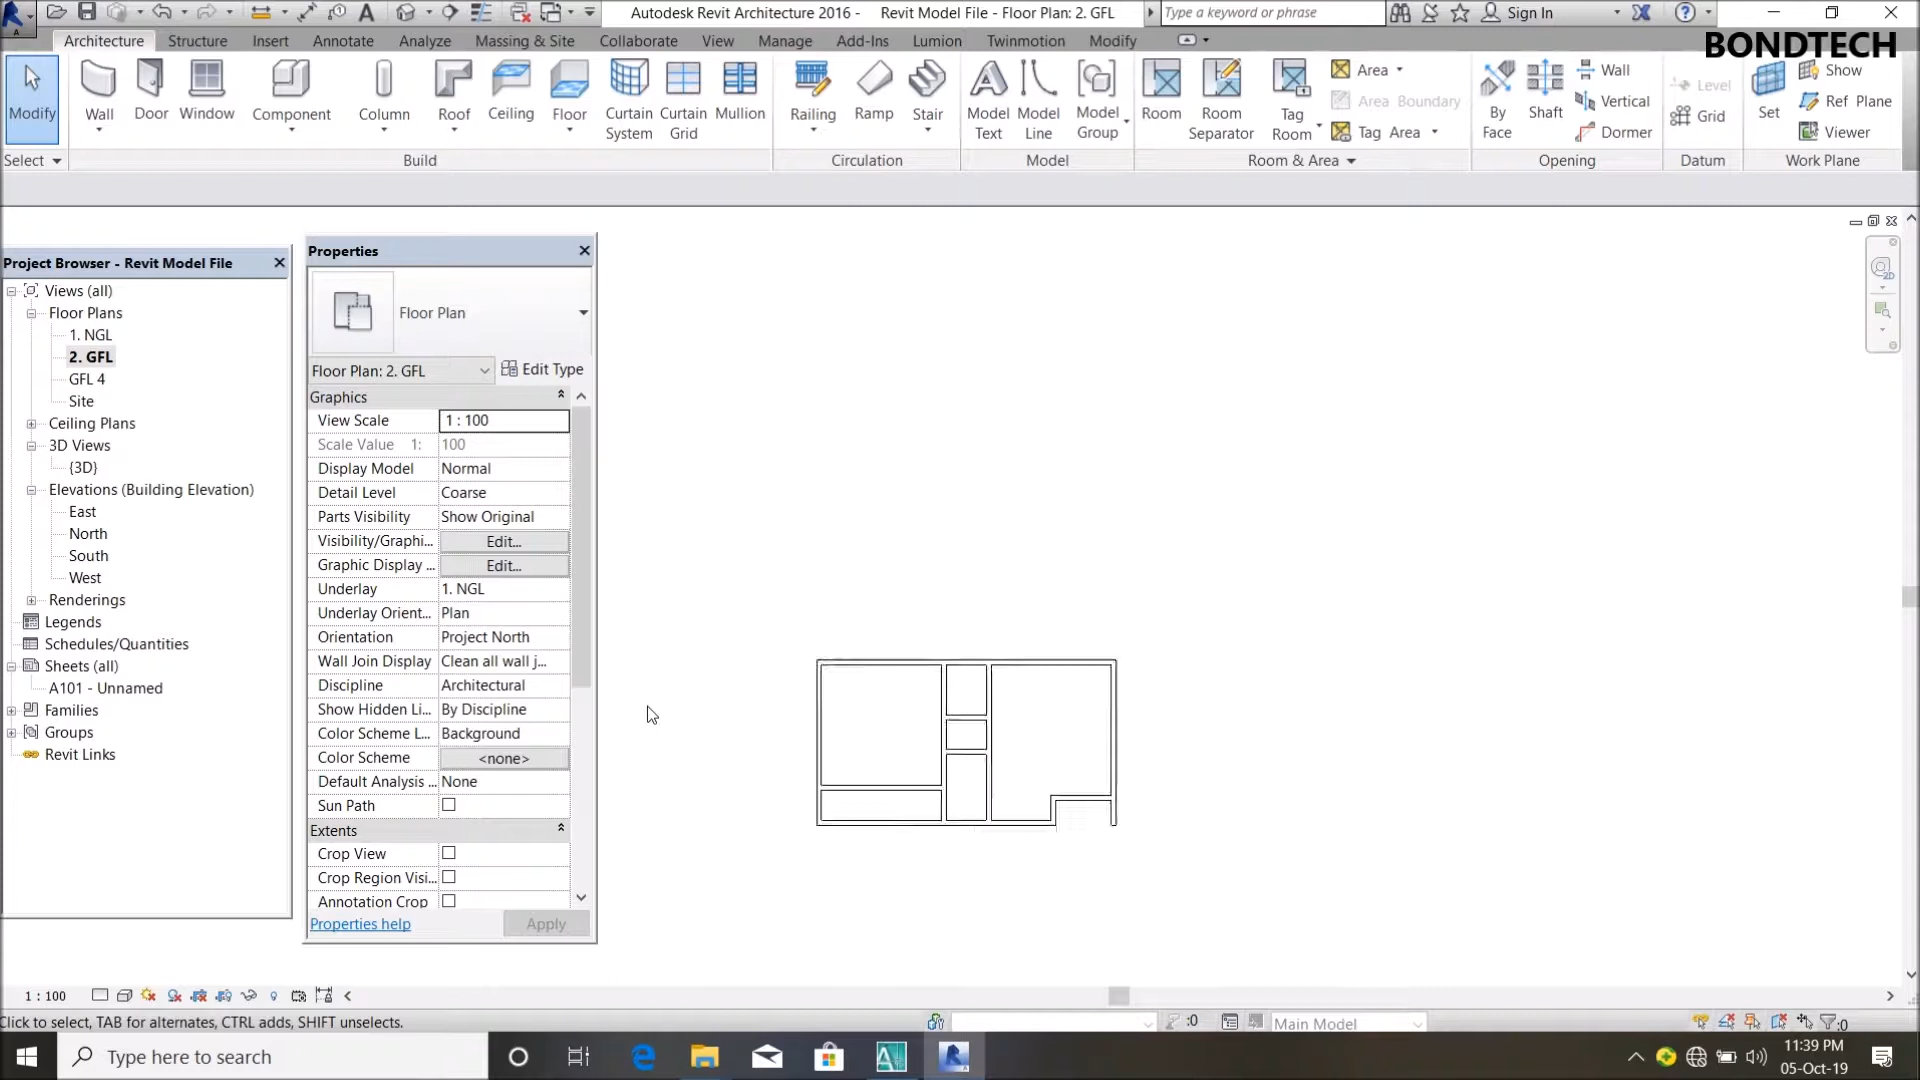 Autodesk Revit Architecture 2016 - Revit Model File - Floor Plan: 2. GFL
Type a keyword or phrase
Sign In
Architecture Structure Insert Annotate Analyze Massing & Site Collaborate View Manage Add-Ins Lumion Twinmotion Modify
BONDTECH
Modify
Wall
Door
Window
Component
Column
Roof
Ceiling
Floor
Curtain System
Curtain Grid
Mullion
Railing
Ramp
Stair
Model Text
Model Line
Model Group
Room
Room Separator
Tag Room
Area
Area Boundary
Tag Area
By Face
Shaft
Wall
Vertical
Dormer
Level
Grid
Set
Show
Ref Plane
Viewer
Select
Build
Circulation
Model
Room & Area
Opening
Datum
Work Plane
Project Browser - Revit Model File
Views (all)
Floor Plans
1. NGL
2. GFL
GFL 4
Site
Ceiling Plans
3D Views
{3D}
Elevations (Building Elevation)
East
North
South
West
Renderings
Legends
Schedules/Quantities
Sheets (all)
A101 - Unnamed
Families
Groups
Revit Links
Properties
Floor Plan
Floor Plan: 2. GFL
Edit Type
Graphics
View Scale 1 : 100
Scale Value 1: 100
Display Model Normal
Detail Level Coarse
Parts Visibility Show Original
Visibility/Graphi... Edit...
Graphic Display ... Edit...
Underlay 1. NGL
Underlay Orient... Plan
Orientation Project North
Wall Join Display Clean all wall j...
Discipline Architectural
Show Hidden Li... By Discipline
Color Scheme L... Background
Color Scheme <none>
Default Analysis ... None
Sun Path
Extents
Crop View
Crop Region Visi...
Annotation Crop
Properties help
Apply
2D
1 : 100
Click to select, TAB for alternates, CTRL adds, SHIFT unselects.
:0
Main Model
:0
Type here to search
11:39 PM
05-Oct-19